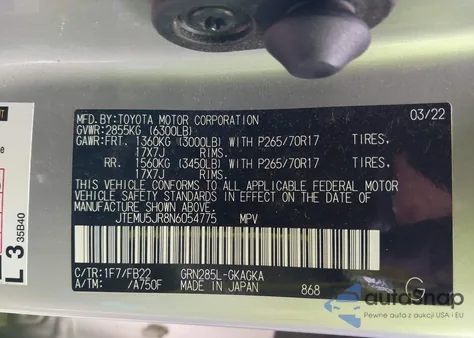 MFD.BY:TOYOTA MOTOR CORPORATION 03/22
GVWR:2855KG (6300LB)
GAWR:FRT. 1360KG (3000LB) WITH P265/70R17 TIRES.
17X7J RIMS.
RR. 1560KG (3450LB) WITH P265/70R17 TIRES.
17X7J RIMS.
THIS VEHICLE CONFORMS TO ALL APPLICABLE FEDERAL MOTOR
VEHICLE SAFETY STANDARDS IN EFFECT ON THE DATE OF
MANUFACTURE SHOWN ABOVE.
JTEMU5JR8N6054775 MPV
C/TR:1F7/FB22 GRN285L-GKAGKA
A/TM: /A750F MADE IN JAPAN 868 G
L 3 35B40
autosnap
Pewne auta z aukcji USA i EU